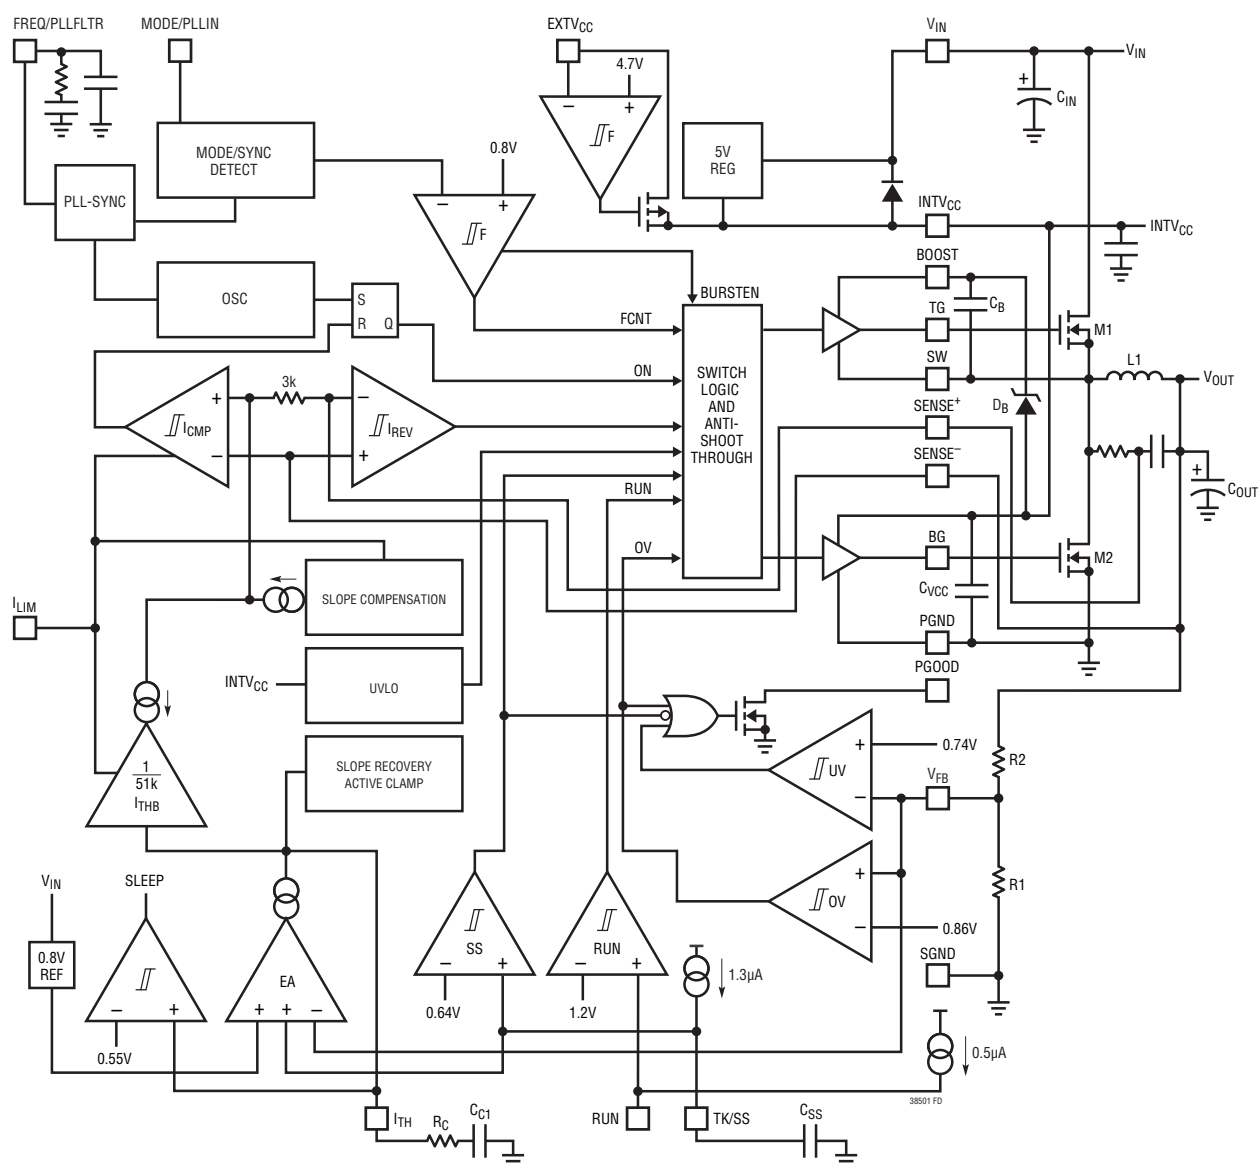 FREQ/PLLFLTR
MODE/PLLIN
EXTVCC
VIN
VIN
4.7V
–
+
F
+
CIN
MODE/SYNC
DETECT
0.8V
5V
REG
PLL-SYNC
–
+
F
INTVCC
INTVCC
OSC
S
R
Q
BURSTEN
BOOST
FCNT
CB
TG
M1
SWITCH
LOGIC
AND
ANTI-
SHOOT
THROUGH
ON
SW
L1
VOUT
3k
+
–
ICMP
–
+
IREV
SENSE+
DB
SENSE–
RUN
+
COUT
OV
BG
M2
CVCC
ILIM
SLOPE COMPENSATION
PGND
PGOOD
INTVCC
UVLO
1
51k
ITHB
SLOPE RECOVERY
ACTIVE CLAMP
+
–
UV
0.74V
VFB
R2
+
–
OV
0.86V
R1
VIN
SLEEP
0.8V
REF
–
+
EA
+
+
–
SS
–
+
RUN
–
+
1.3µA
SGND
0.64V
1.2V
0.55V
0.5µA
38501 FD
ITH
RC
CC1
RUN
TK/SS
CSS